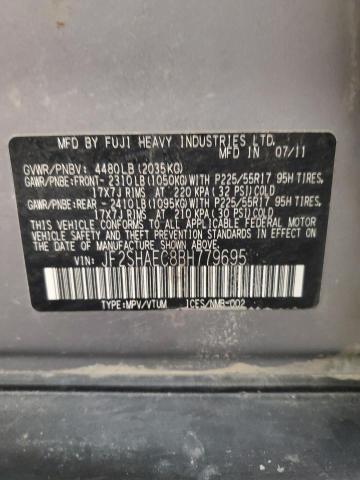 MFD. BY FUJI HEAVY INDUSTRIES LTD.
MFD. IN 07/11
GVWR/PNBV: 4480LB(2035KG)
GAWR/PNBE:FRONT- 2310LB(1050KG)WITH P225/55R17 95H TIRES,
17X7J RIMS AT 220 KPA(32 PSI)COLD
GAWR/PNBE:REAR -2410LB(1095KG)WITH P225/55R17 95H TIRES,
17X7J RIMS AT 210 KPA(30 PSI)COLD
THIS VEHICLE CONFORMS TO ALL APPLICABLE
FEDERAL MOTOR VEHICLE SAFETY AND BUMPER
STANDARDS IN EFFECT ON THE DATE OF
MANUFACTURE SHOWN ABOVE.
VIN: JF2SHAEC8BH779695
TYPE:MPV/VTUM ICES/NMB-002